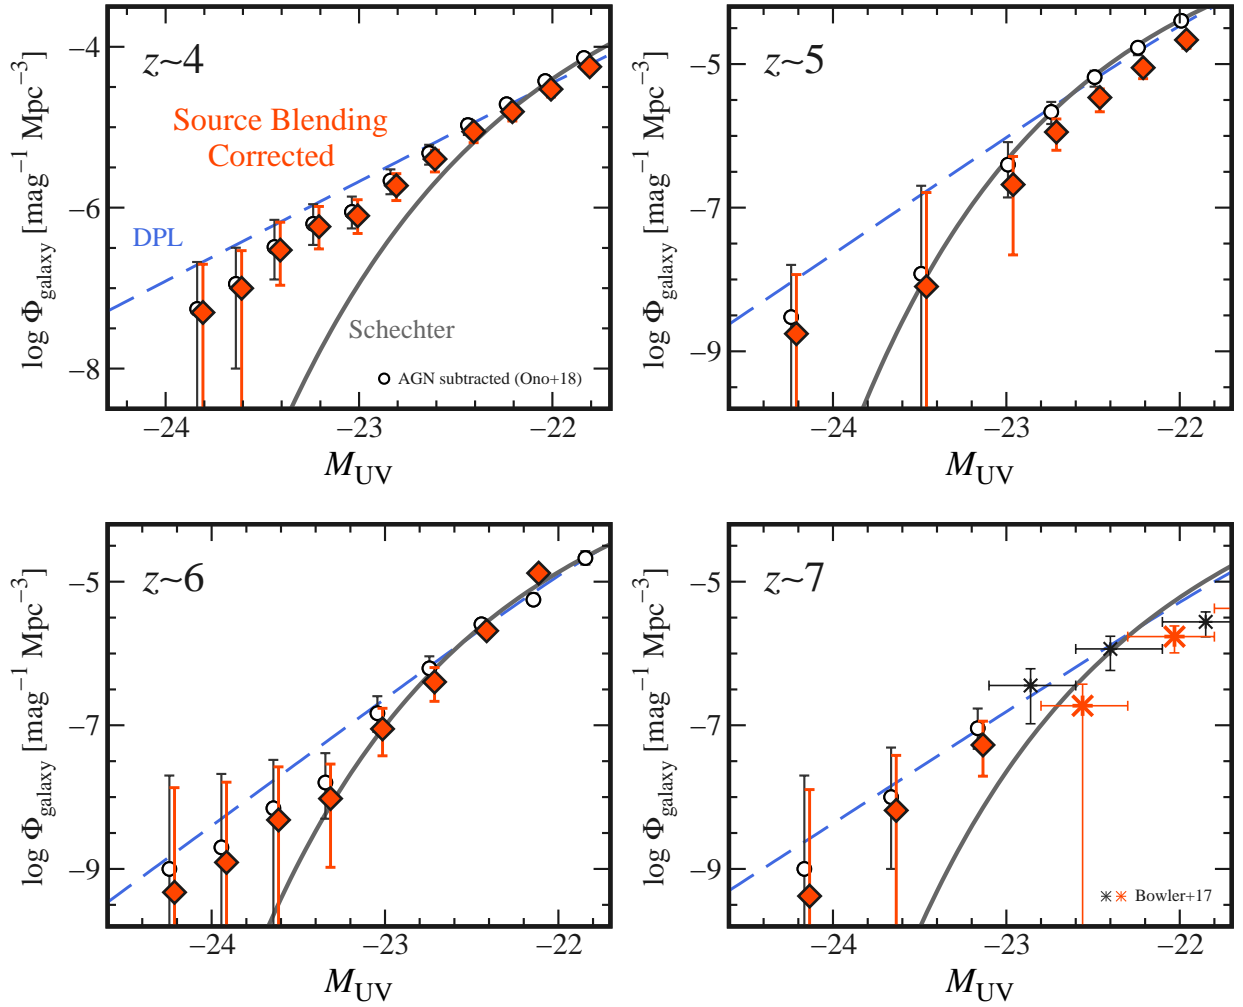 z~4
Source Blending
Corrected
DPL
Schechter
AGN subtracted (Ono+18)
−4
−5
−6
−7
−8
−24
−23
−22
log Φgalaxy [mag−1 Mpc−3]
MUV
z~5
−5
−7
−9
−24
−23
−22
log Φgalaxy [mag−1 Mpc−3]
MUV
z~6
−5
−7
−9
−24
−23
−22
log Φgalaxy [mag−1 Mpc−3]
MUV
z~7
−5
−7
−9
Bowler+17
−24
−23
−22
log Φgalaxy [mag−1 Mpc−3]
MUV